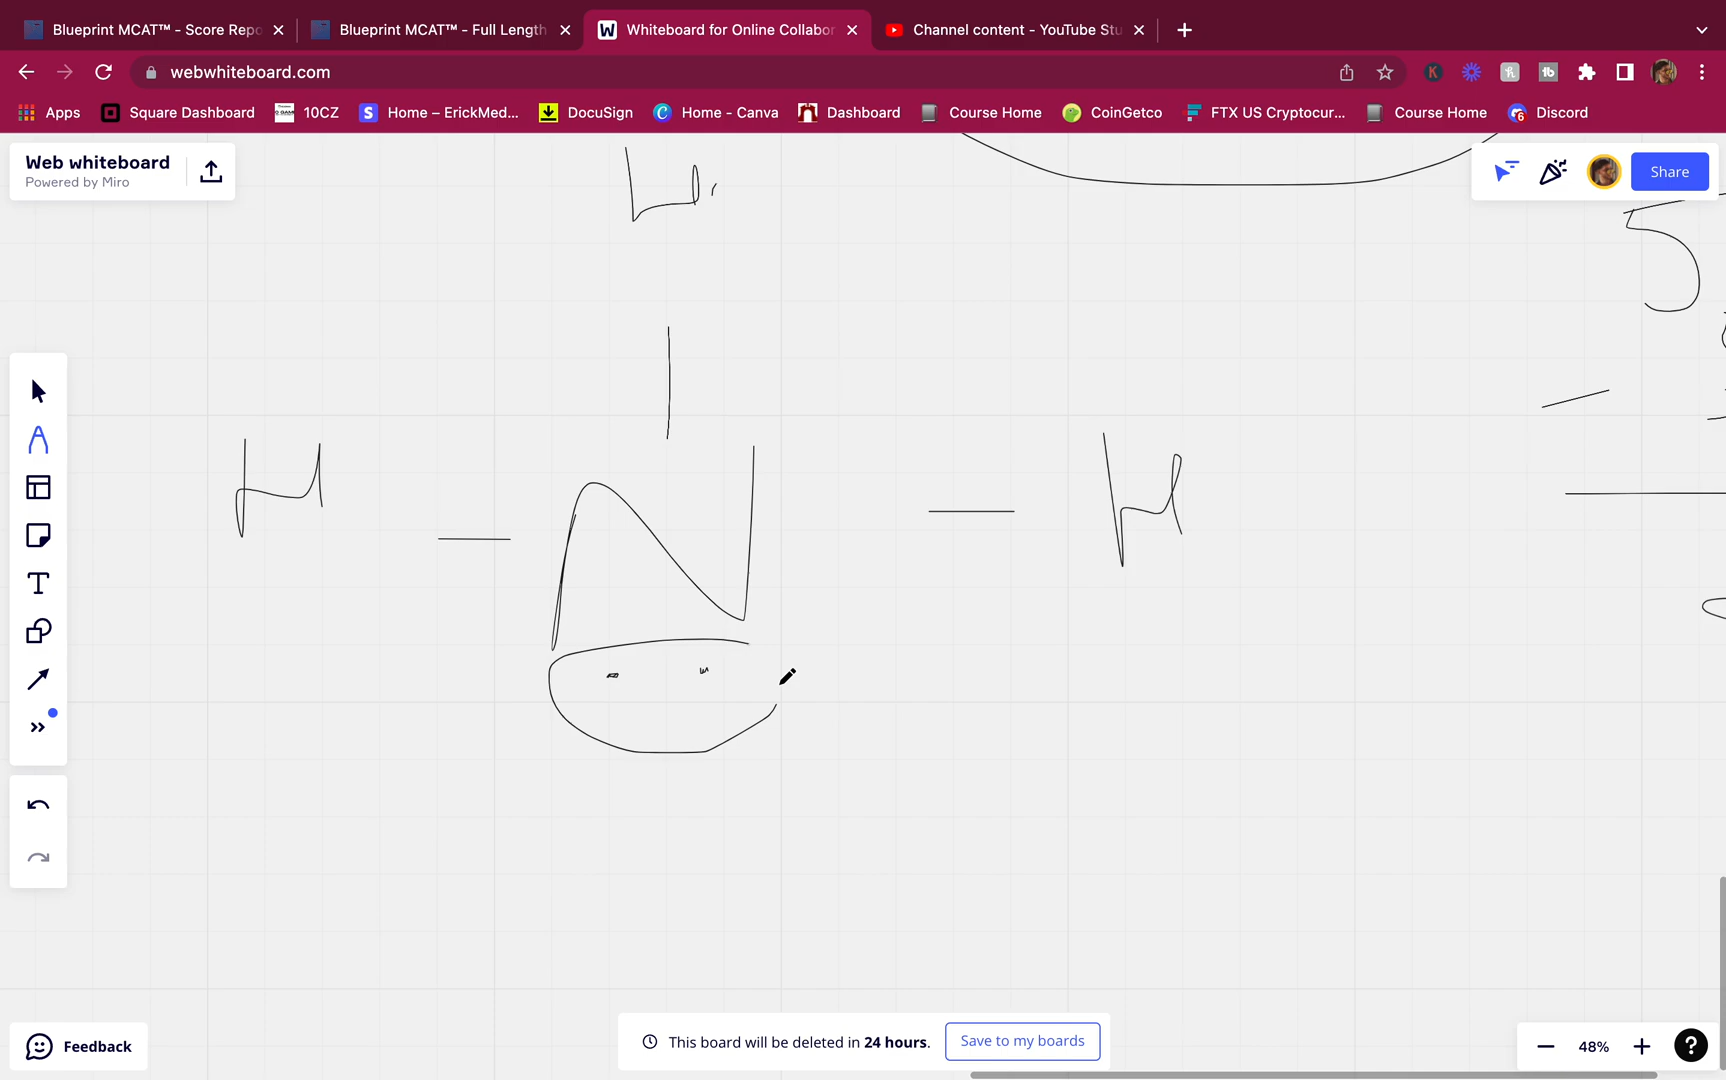 Blueprint MCAT™ - Score Repo
Blueprint MCAT™ - Full Length
Whiteboard for Online Collabor
Channel content - YouTube Stu
webwhiteboard.com
Apps
Square Dashboard
10CZ
Home – ErickMed...
DocuSign
Home - Canva
Dashboard
Course Home
CoinGetco
FTX US Cryptocur...
Course Home
Discord
Web whiteboard
Powered by Miro
Share
5
H – N – H
Feedback
This board will be deleted in 24 hours.
Save to my boards
48%